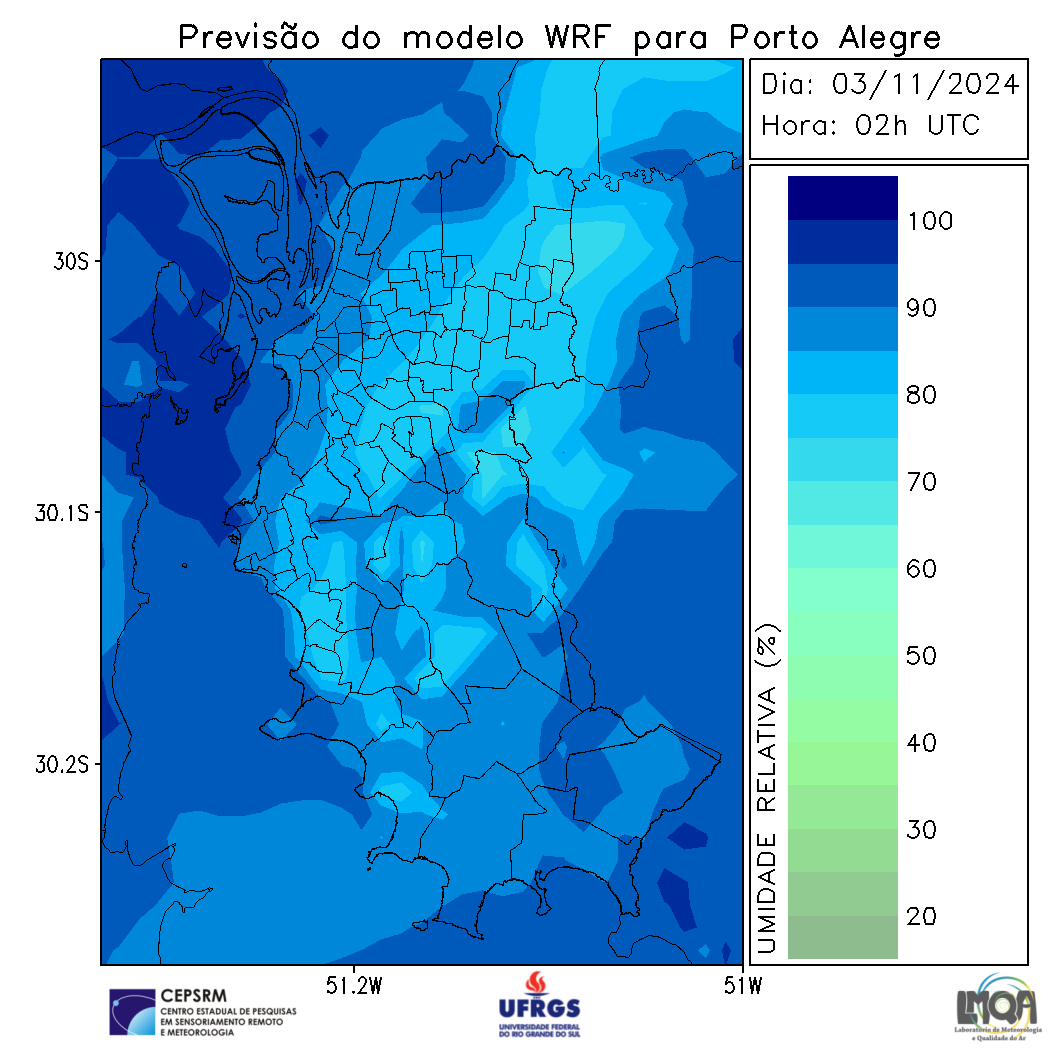 Previsão do modelo WRF para Porto Alegre
Dia: 03/11/2024
Hora: 02h UTC
30S
30.1S
30.2S
51.2W
51W
100
90
80
70
60
50
40
30
20
UMIDADE RELATIVA (%)
CEPSRM
CENTRO ESTADUAL DE PESQUISAS
EM SENSORIAMENTO REMOTO
E METEOROLOGIA
UFRGS
UNIVERSIDADE FEDERAL
DO RIO GRANDE DO SUL
LMQA
Laboratório de Meteorologia
e Qualidade do Ar